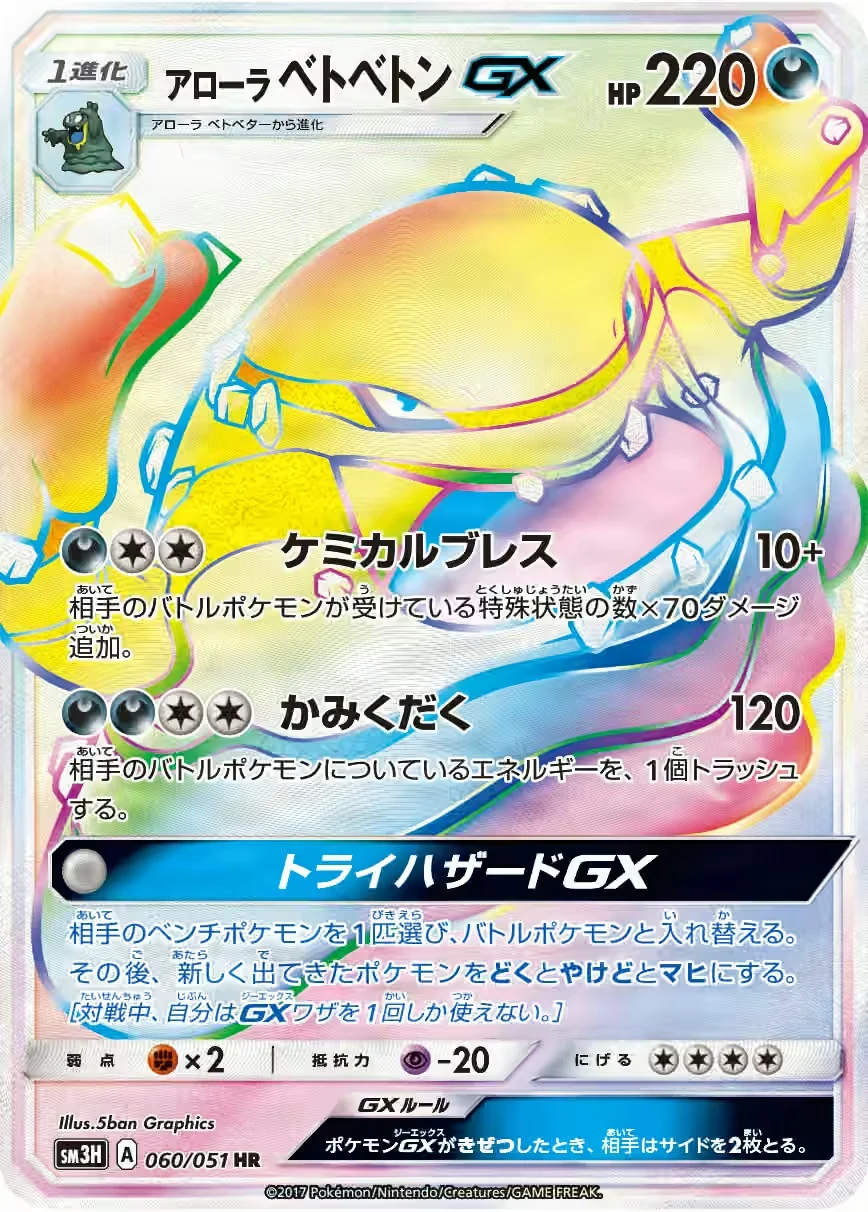 1進化
アローラ ベトベトンGX HP220
アローラ ベトベターから進化
ケミカルブレス 10+
相手のバトルポケモンが受けている特殊状態の数×70ダメージ
追加。
かみくだく 120
相手のバトルポケモンについているエネルギーを、1個トラッシュ
する。
トライハザードGX
相手のベンチポケモンを1匹選び、バトルポケモンと入れ替える。
その後、新しく出てきたポケモンをどくとやけどとマヒにする。
[対戦中、自分はGXワザを1回しか使えない。]
弱点 ×2 抵抗力 -20 にげる
GXルール
ポケモンGXがきぜつしたとき、相手はサイドを2枚とる。
Illus.5ban Graphics
SM3H A 060/051 HR
©2017 Pokémon/Nintendo/Creatures/GAME FREAK.